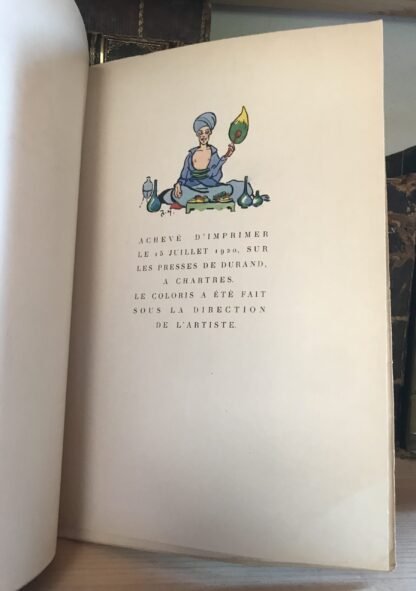 ACHEVÉ D'IMPRIMER
LE 15 JUILLET 1920, SUR
LES PRESSES DE DURAND,
A CHARTRES.
LE COLORIS A ÉTÉ FAIT
SOUS LA DIRECTION
DE L'ARTISTE.